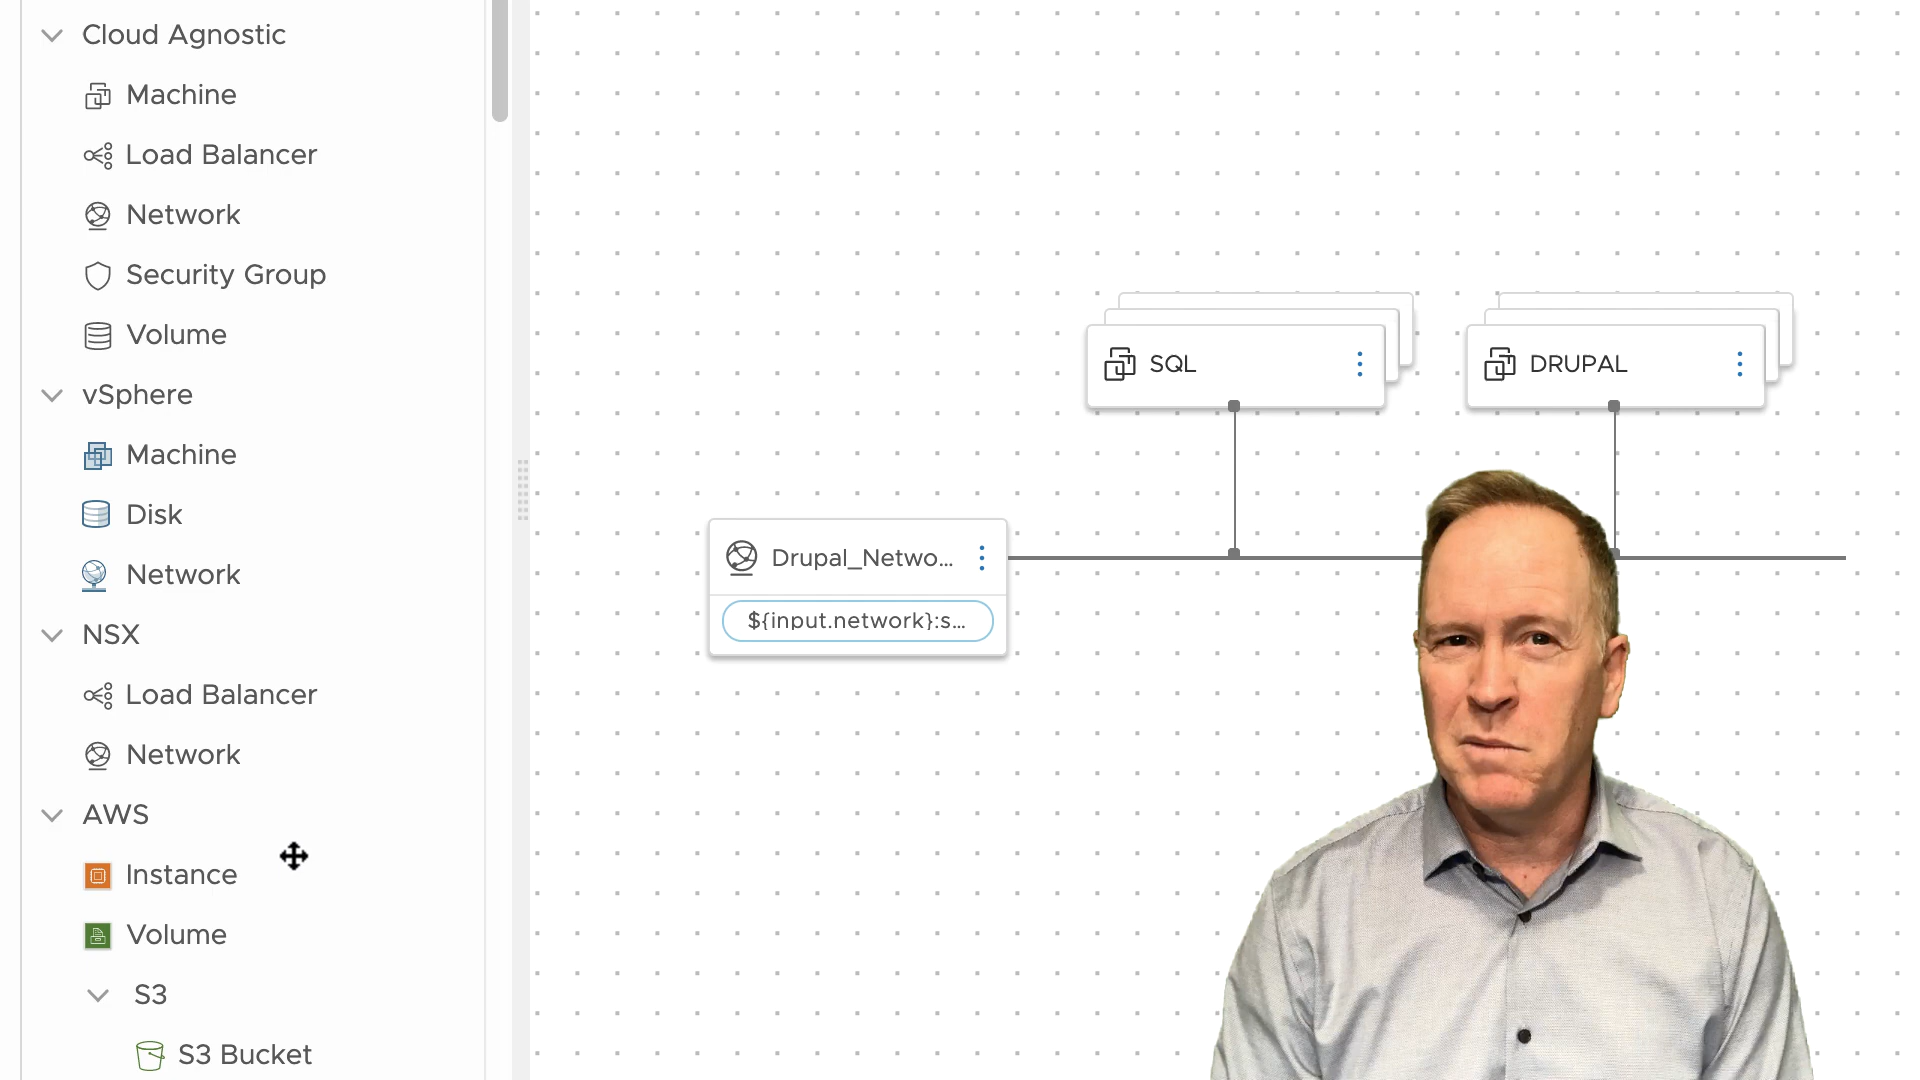 Cloud Agnostic
Machine
Load Balancer
Network
Security Group
Volume
vSphere
Machine
Disk
Network
NSX
Load Balancer
Network
AWS
Instance
Volume
S3
S3 Bucket
SQL
DRUPAL
Drupal_Netwo...
${input.network}:s...